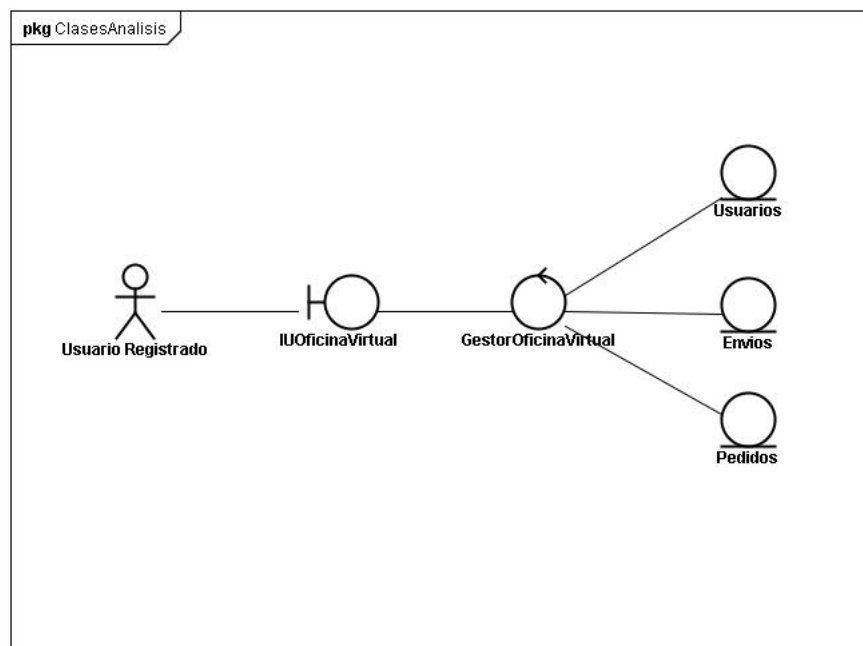 pkg ClasesAnalisis
Usuarios
Usuario Registrado
IUOficinaVirtual
GestorOficinaVirtual
Envios
Pedidos